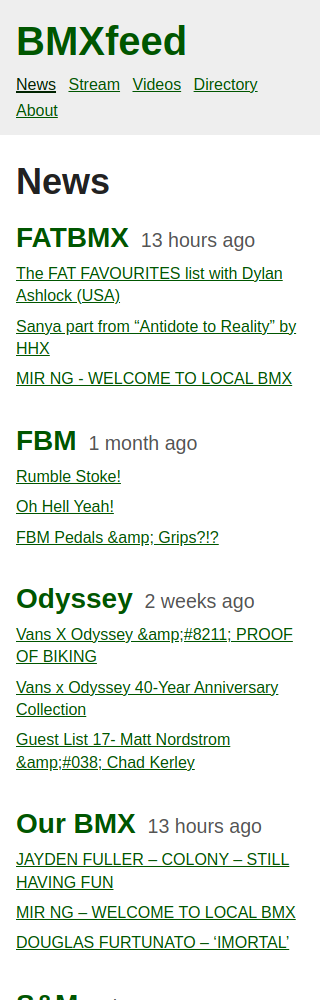 BMXfeed
News Stream Videos Directory
About
News
FATBMX 13 hours ago
The FAT FAVOURITES list with Dylan
Ashlock (USA)
Sanya part from “Antidote to Reality” by
HHX
MIR NG - WELCOME TO LOCAL BMX
FBM 1 month ago
Rumble Stoke!
Oh Hell Yeah!
FBM Pedals &amp; Grips?!?
Odyssey 2 weeks ago
Vans X Odyssey &amp;#8211; PROOF
OF BIKING
Vans x Odyssey 40-Year Anniversary
Collection
Guest List 17- Matt Nordstrom
&amp;#038; Chad Kerley
Our BMX 13 hours ago
JAYDEN FULLER – COLONY – STILL
HAVING FUN
MIR NG – WELCOME TO LOCAL BMX
DOUGLAS FURTUNATO – ‘IMORTAL’
S&M